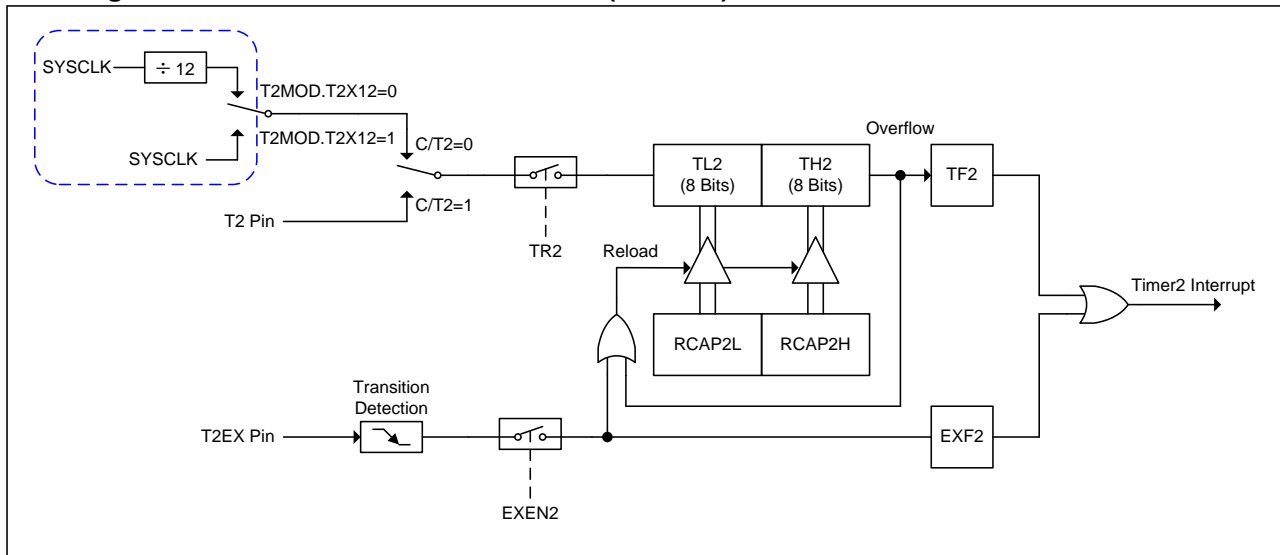 SYSCLK
÷ 12
T2MOD.T2X12=0
T2MOD.T2X12=1
SYSCLK
C/T2=0
C/T2=1
T2 Pin
TR2
Overflow
TL2
(8 Bits)
TH2
(8 Bits)
TF2
Reload
Timer2 Interrupt
RCAP2L
RCAP2H
Transition
Detection
T2EX Pin
EXF2
EXEN2